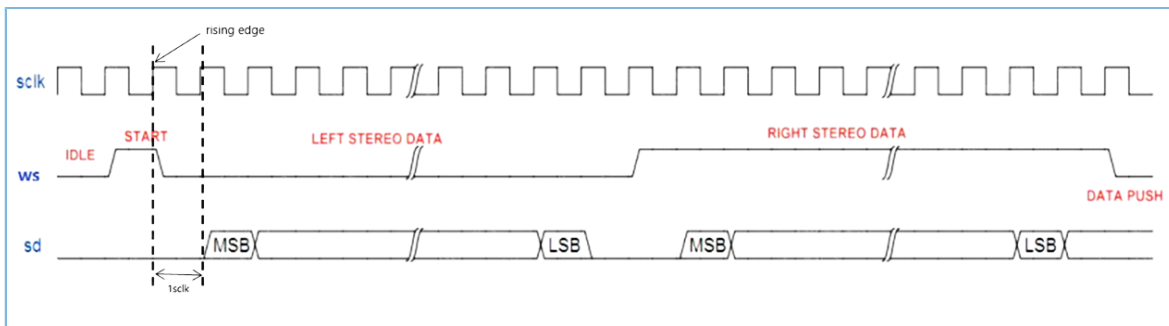 rising edge
sclk
START
LEFT STEREO DATA
RIGHT STEREO DATA
IDLE
ws
DATA PUSH
sd
MSB
LSB
MSB
LSB
1sclk